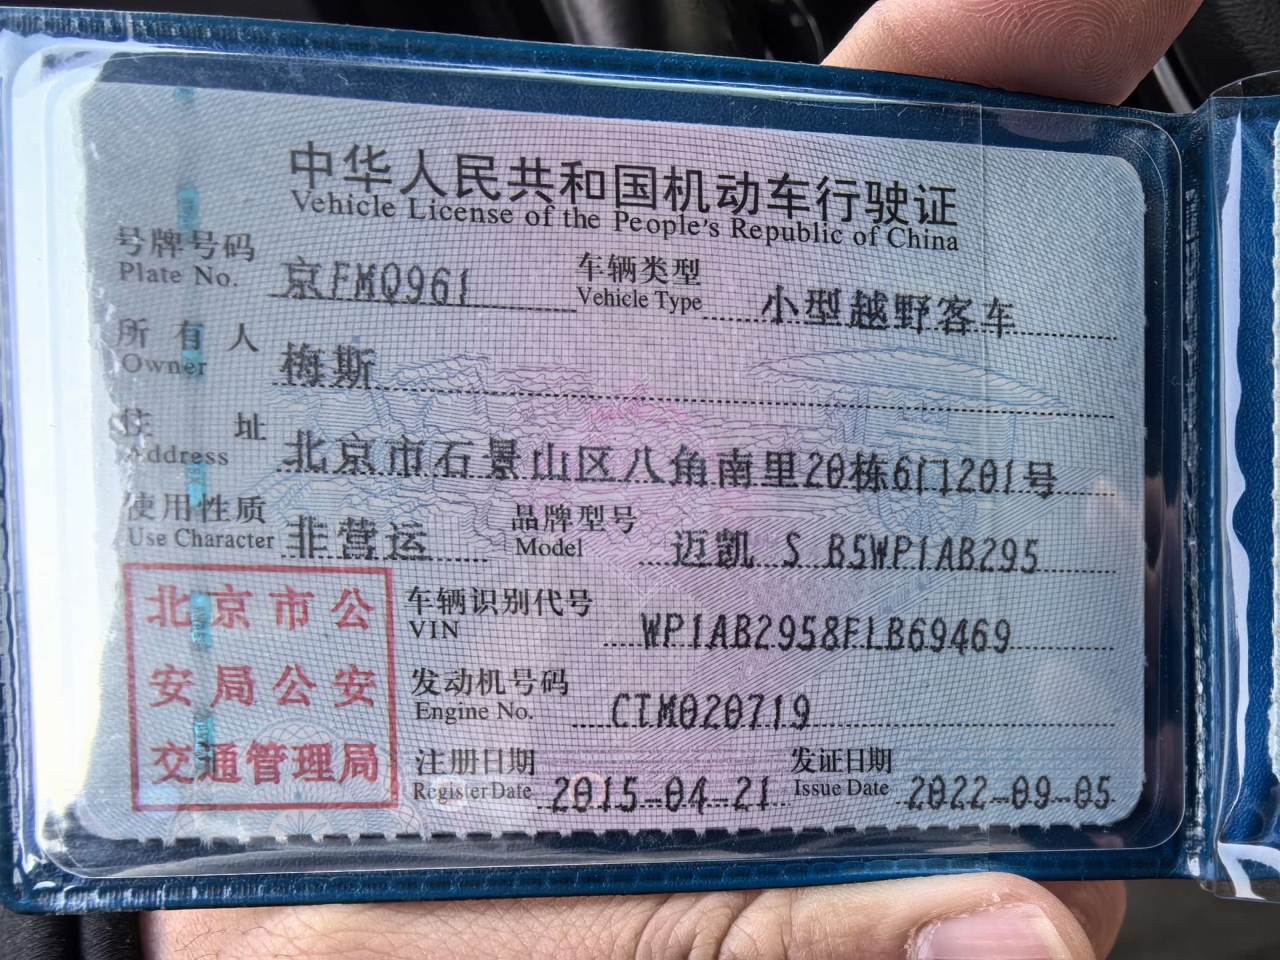 中华人民共和国机动车行驶证
Vehicle License of the People's Republic of China
号牌号码 京FMQ961 车辆类型 小型越野客车
Plate No. Vehicle Type
所有人 梅斯
Owner
住址 北京市石景山区八角南里20栋6门201号
Address
使用性质 非营运 品牌型号 迈凯 S B5WP1AB295
Use Character Model
北京市公
安局公安
交通管理局
车辆识别代号 WP1AB2958FLB69469
VIN
发动机号码 CTM020719
Engine No.
注册日期 2015-04-21 发证日期 2022-09-05
Register Date Issue Date